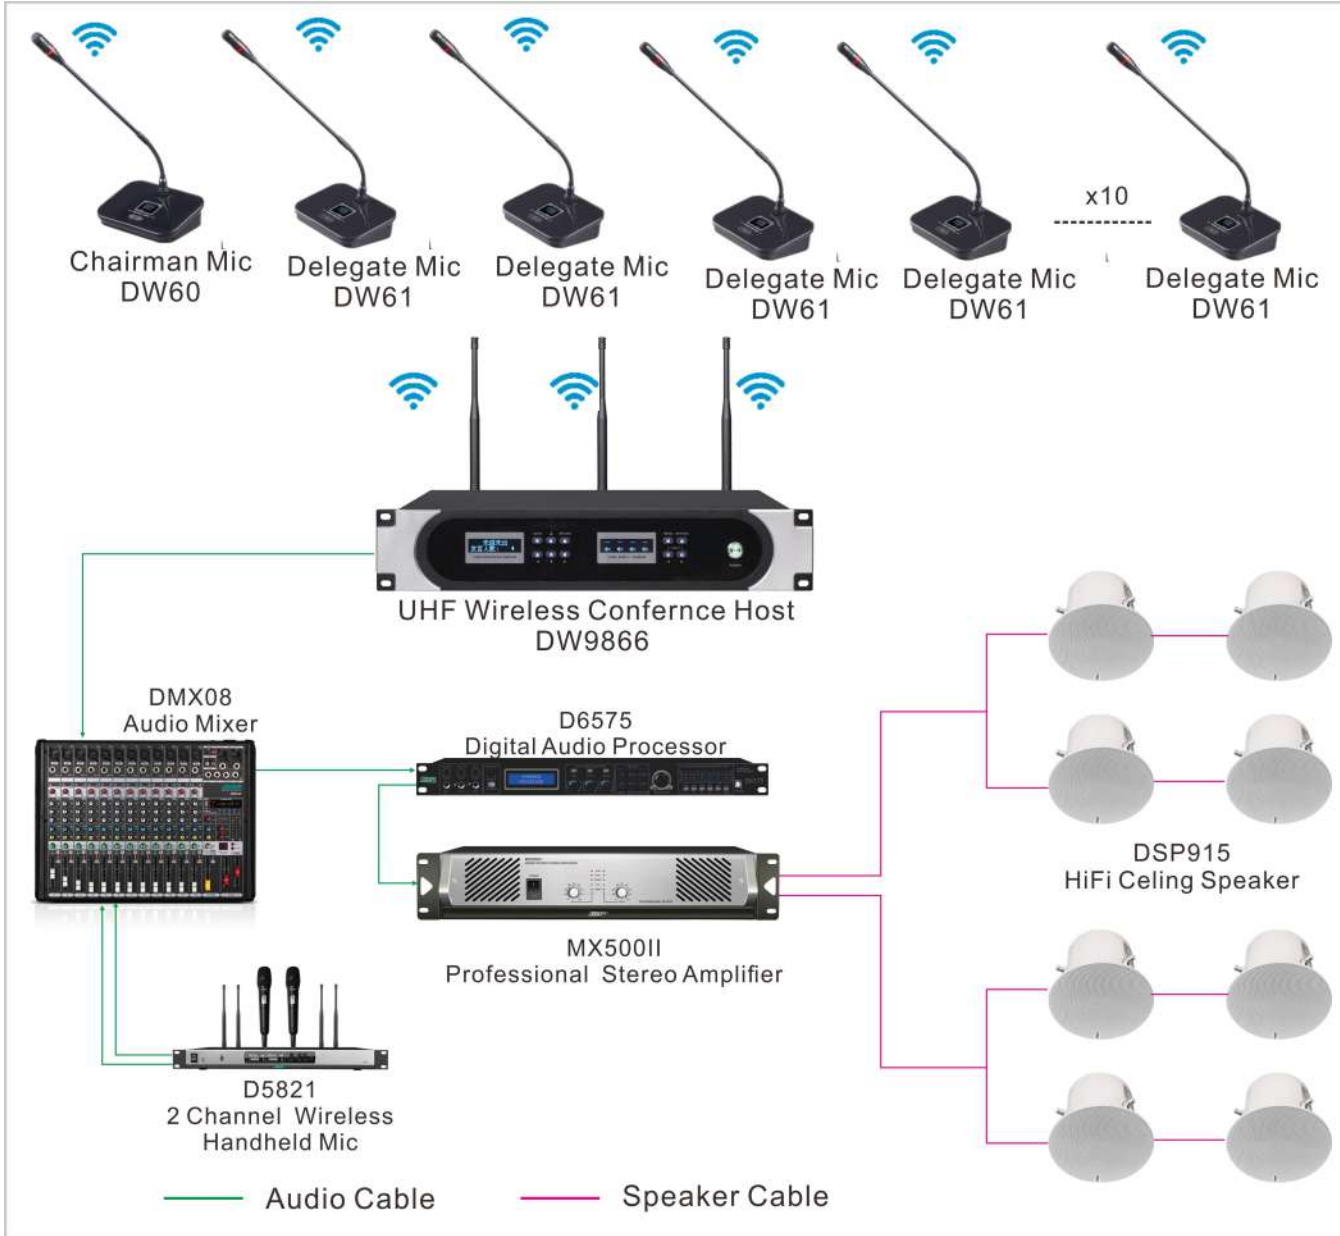 x10
Chairman Mic
DW60
Delegate Mic
DW61
Delegate Mic
DW61
Delegate Mic
DW61
Delegate Mic
DW61
Delegate Mic
DW61
UHF Wireless Confernce Host
DW9866
DMX08
Audio Mixer
D6575
Digital Audio Processor
DSP915
HiFi Celing Speaker
MX500II
Professional Stereo Amplifier
D5821
2 Channel Wireless
Handheld Mic
Audio Cable
Speaker Cable